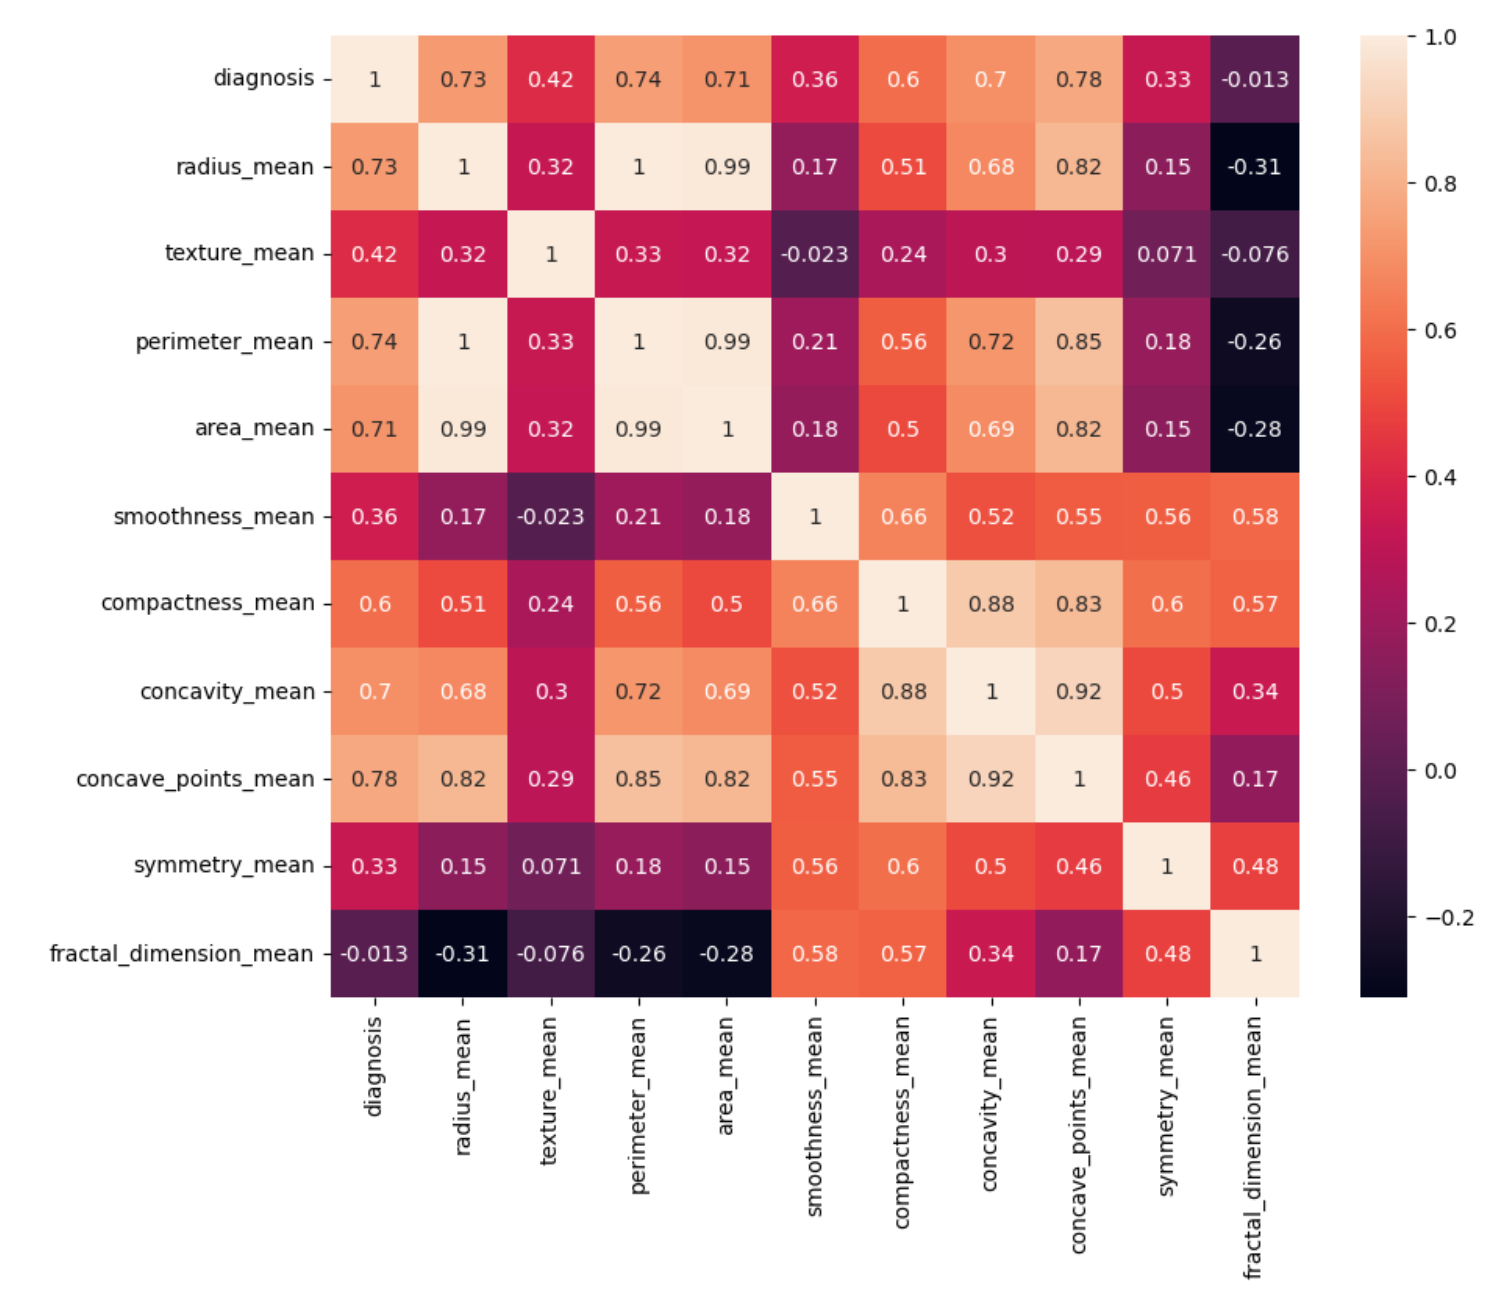 diagnosis 1 0.73 0.42 0.74 0.71 0.36 0.6 0.7 0.78 0.33 -0.013
radius_mean 0.73 1 0.32 1 0.99 0.17 0.51 0.68 0.82 0.15 -0.31
texture_mean 0.42 0.32 1 0.33 0.32 -0.023 0.24 0.3 0.29 0.071 -0.076
perimeter_mean 0.74 1 0.33 1 0.99 0.21 0.56 0.72 0.85 0.18 -0.26
area_mean 0.71 0.99 0.32 0.99 1 0.18 0.5 0.69 0.82 0.15 -0.28
smoothness_mean 0.36 0.17 -0.023 0.21 0.18 1 0.66 0.52 0.55 0.56 0.58
compactness_mean 0.6 0.51 0.24 0.56 0.5 0.66 1 0.88 0.83 0.6 0.57
concavity_mean 0.7 0.68 0.3 0.72 0.69 0.52 0.88 1 0.92 0.5 0.34
concave_points_mean 0.78 0.82 0.29 0.85 0.82 0.55 0.83 0.92 1 0.46 0.17
symmetry_mean 0.33 0.15 0.071 0.18 0.15 0.56 0.6 0.5 0.46 1 0.48
fractal_dimension_mean -0.013 -0.31 -0.076 -0.26 -0.28 0.58 0.57 0.34 0.17 0.48 1
diagnosis
radius_mean
texture_mean
perimeter_mean
area_mean
smoothness_mean
compactness_mean
concavity_mean
concave_points_mean
symmetry_mean
fractal_dimension_mean
1.0
0.8
0.6
0.4
0.2
0.0
−0.2